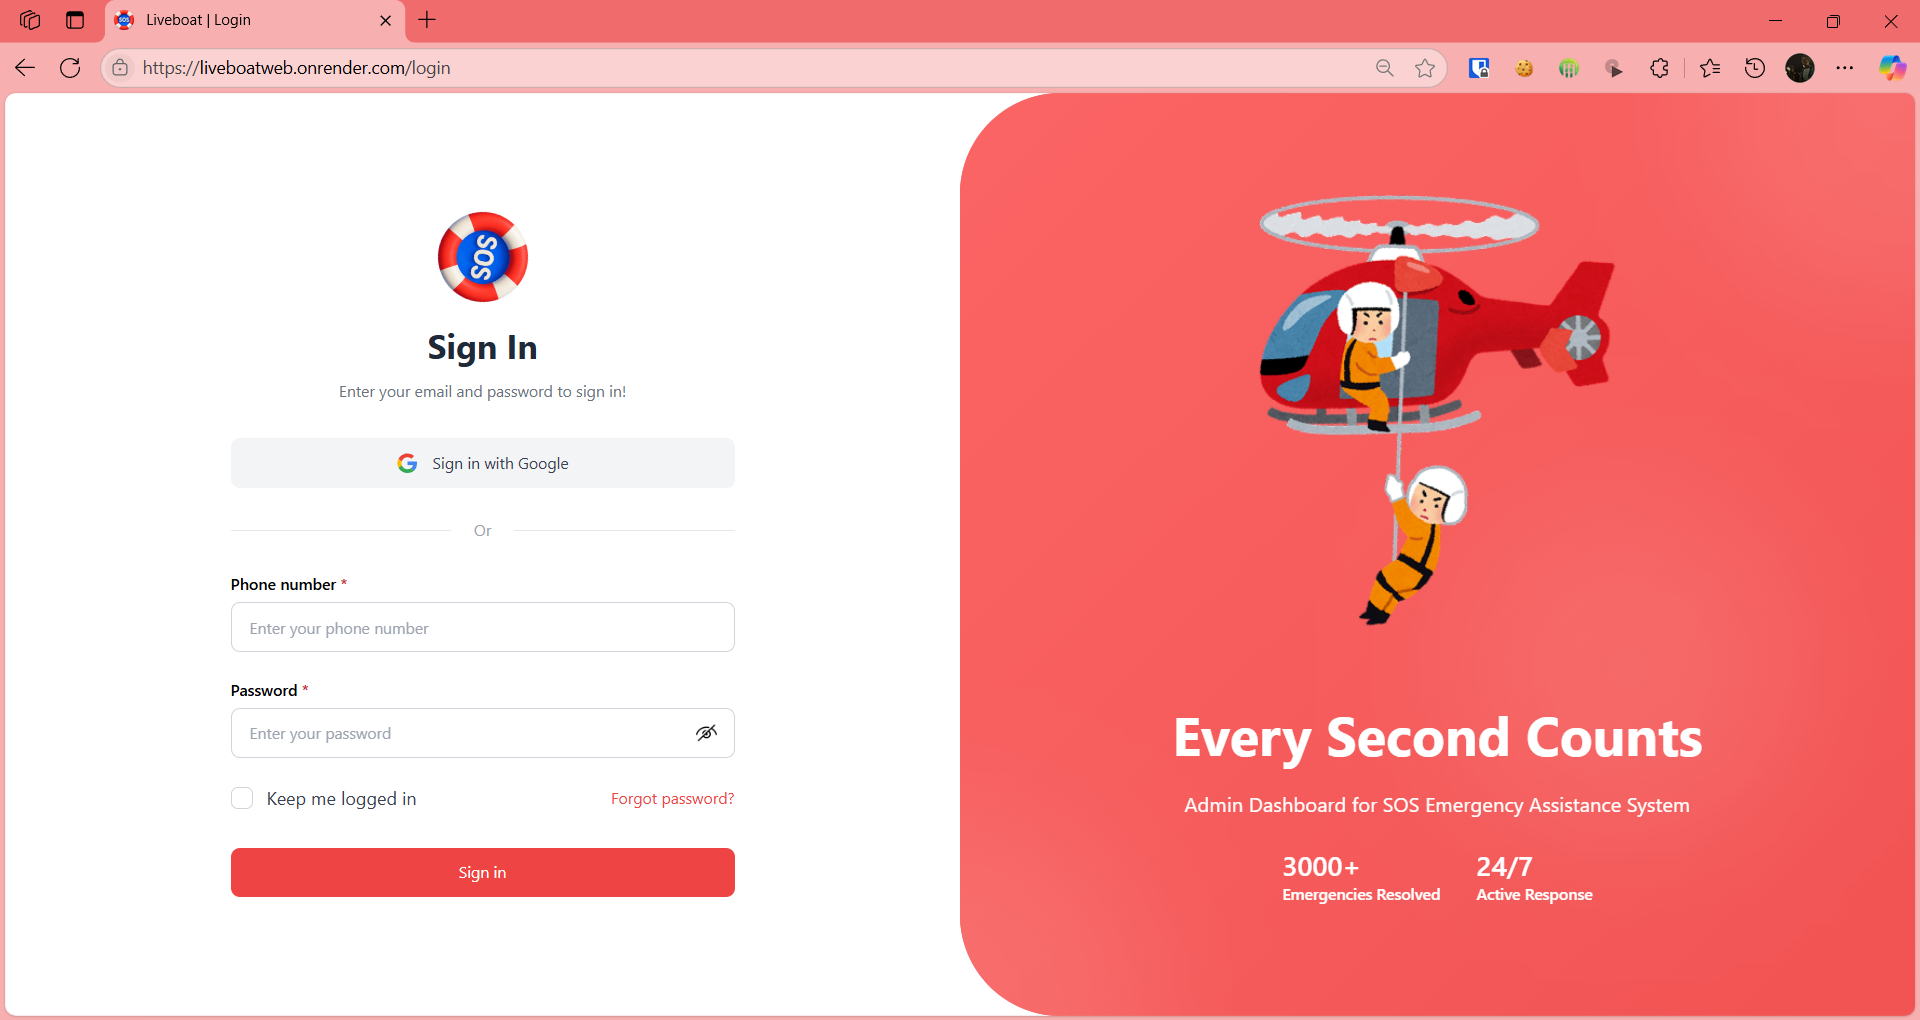 Liveboat | Login
https://liveboatweb.onrender.com/login
SOS
Sign In
Enter your email and password to sign in!
Sign in with Google
Or
Phone number *
Enter your phone number
Password *
Enter your password
Keep me logged in
Forgot password?
Sign in
Every Second Counts
Admin Dashboard for SOS Emergency Assistance System
3000+
Emergencies Resolved
24/7
Active Response